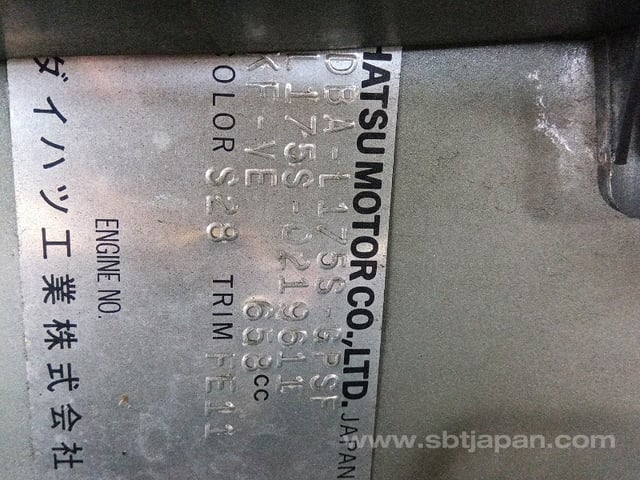 HATSU MOTOR CO.,LTD. JAPAN
DBA-L175S-GPSF
L175S-0219611
KF-VE 658cc
COLOR S28 TRIM FE11
ENGINE NO.
ダイハツ工業株式会社
www.sbtjapan.com